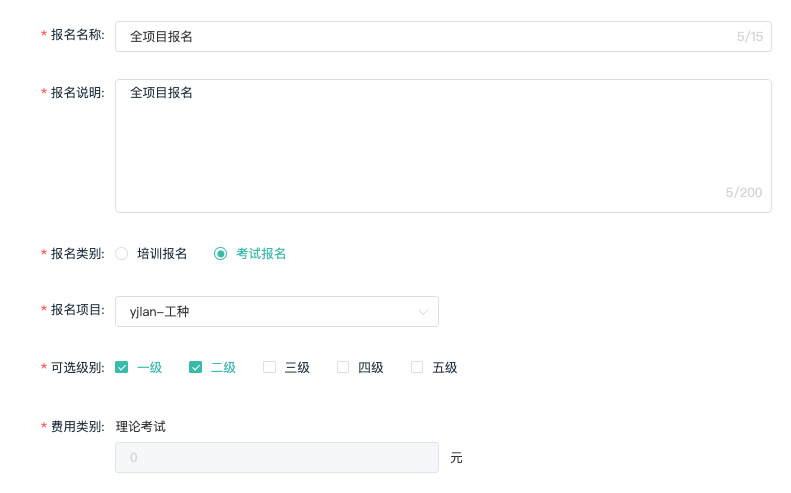 * 报名名称: 全项目报名 5/15
* 报名说明: 全项目报名
5/200
* 报名类别: 培训报名 考试报名
* 报名项目: yjlan-工种
* 可选级别: 一级 二级 三级 四级 五级
* 费用类别: 理论考试
0 元